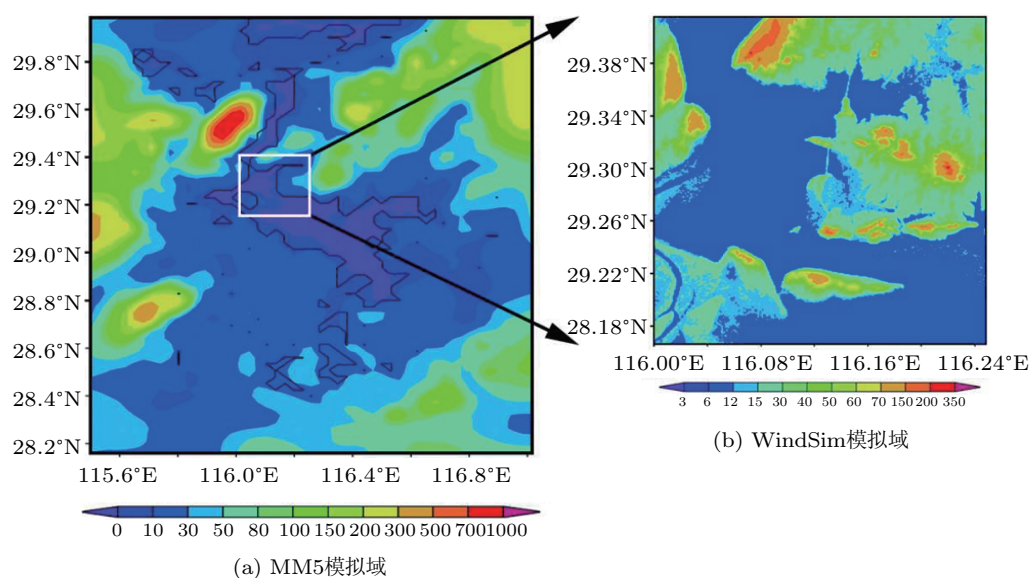 29.8°N
29.6°N
29.4°N
29.2°N
29.0°N
28.8°N
28.6°N
28.4°N
28.2°N
115.6°E 116.0°E 116.4°E 116.8°E
0 10 30 50 80 100 150 200 300 500 700 1000
(a) MM5模拟域
29.38°N
29.34°N
29.30°N
29.26°N
29.22°N
28.18°N
116.00°E 116.08°E 116.16°E 116.24°E
3 6 12 15 30 40 50 60 70 150 200 350
(b) WindSim模拟域